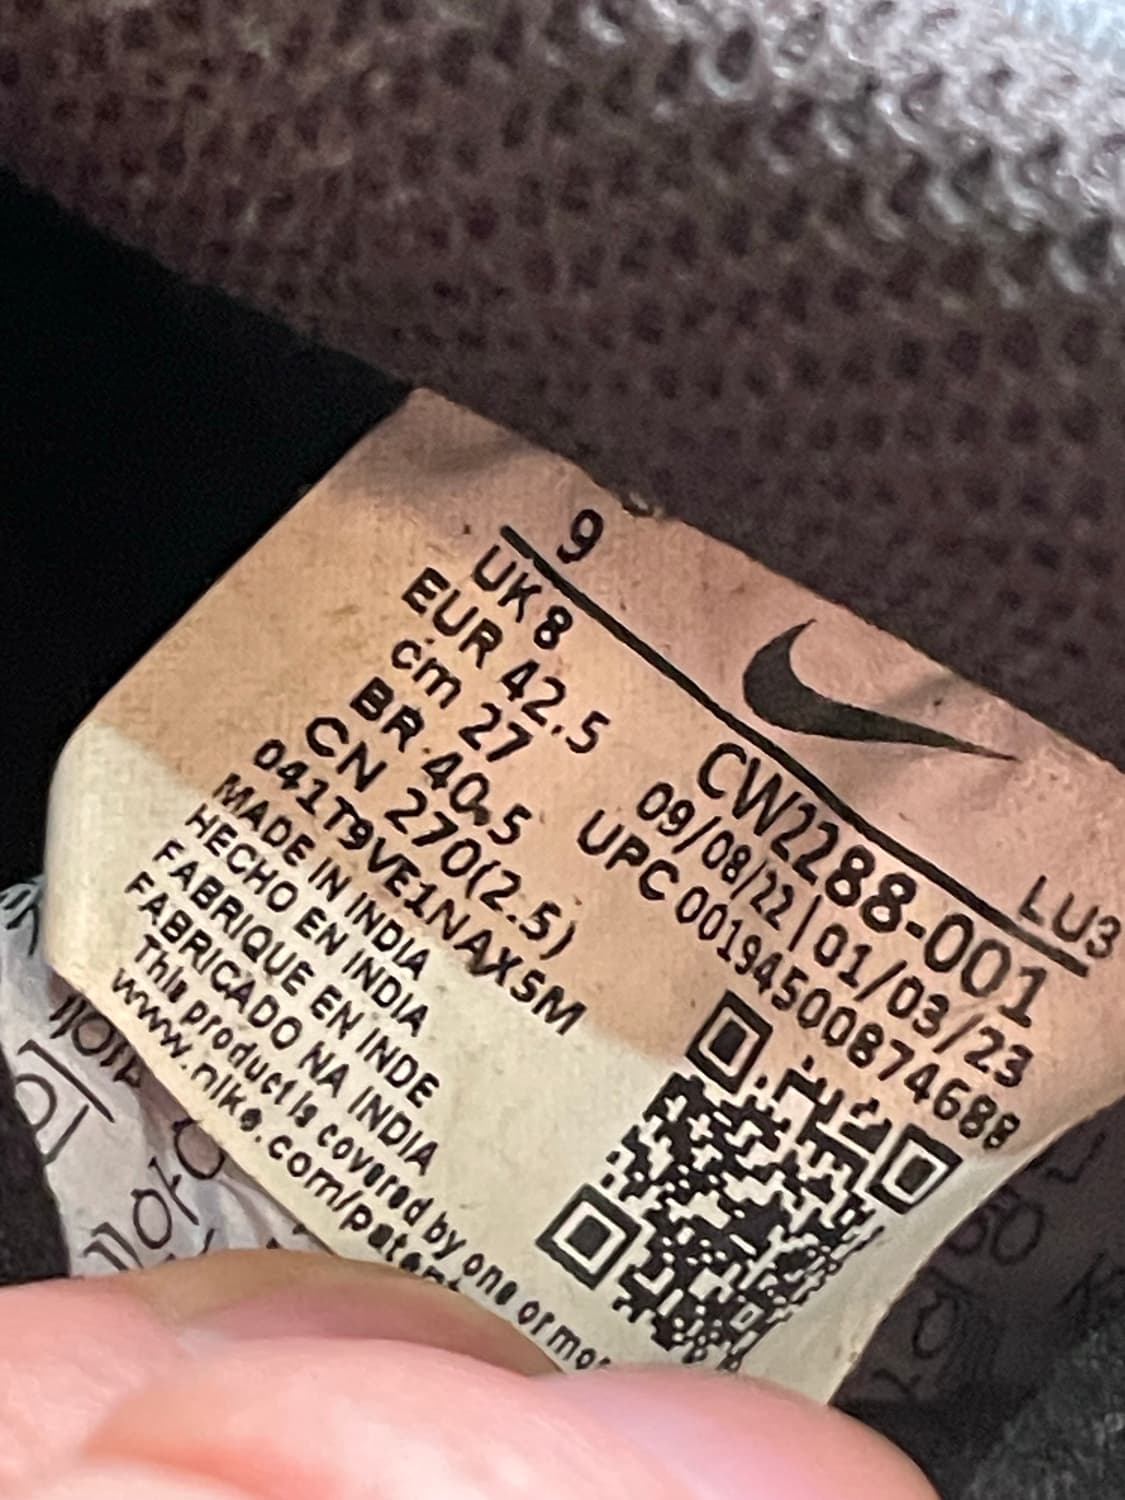 9
LU3
UK 8
EUR 42.5
cm 27
BR 40.5
CN 270(2.5)
CW2288-001
09/08/22 | 01/03/23
UPC 00194500874688
041T9VE1NAX5M
MADE IN INDIA
HECHO EN INDIA
FABRIQUE EN INDE
FABRICADO NA INDIA
This product is covered by one or
www.nike.com/patent